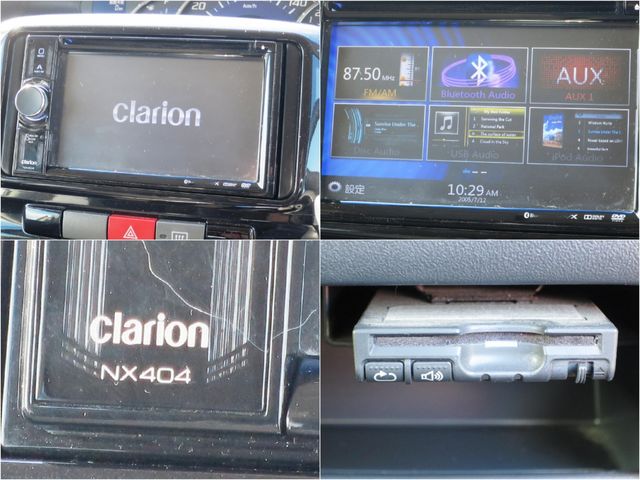 clarion
clarion
87.50 MHz
FM/AM
Bluetooth Audio
AUX
AUX 1
Disc Audio
USB Audio
iPod Audio
設定
10:29 AM
2005/7/12
clarion
NX404